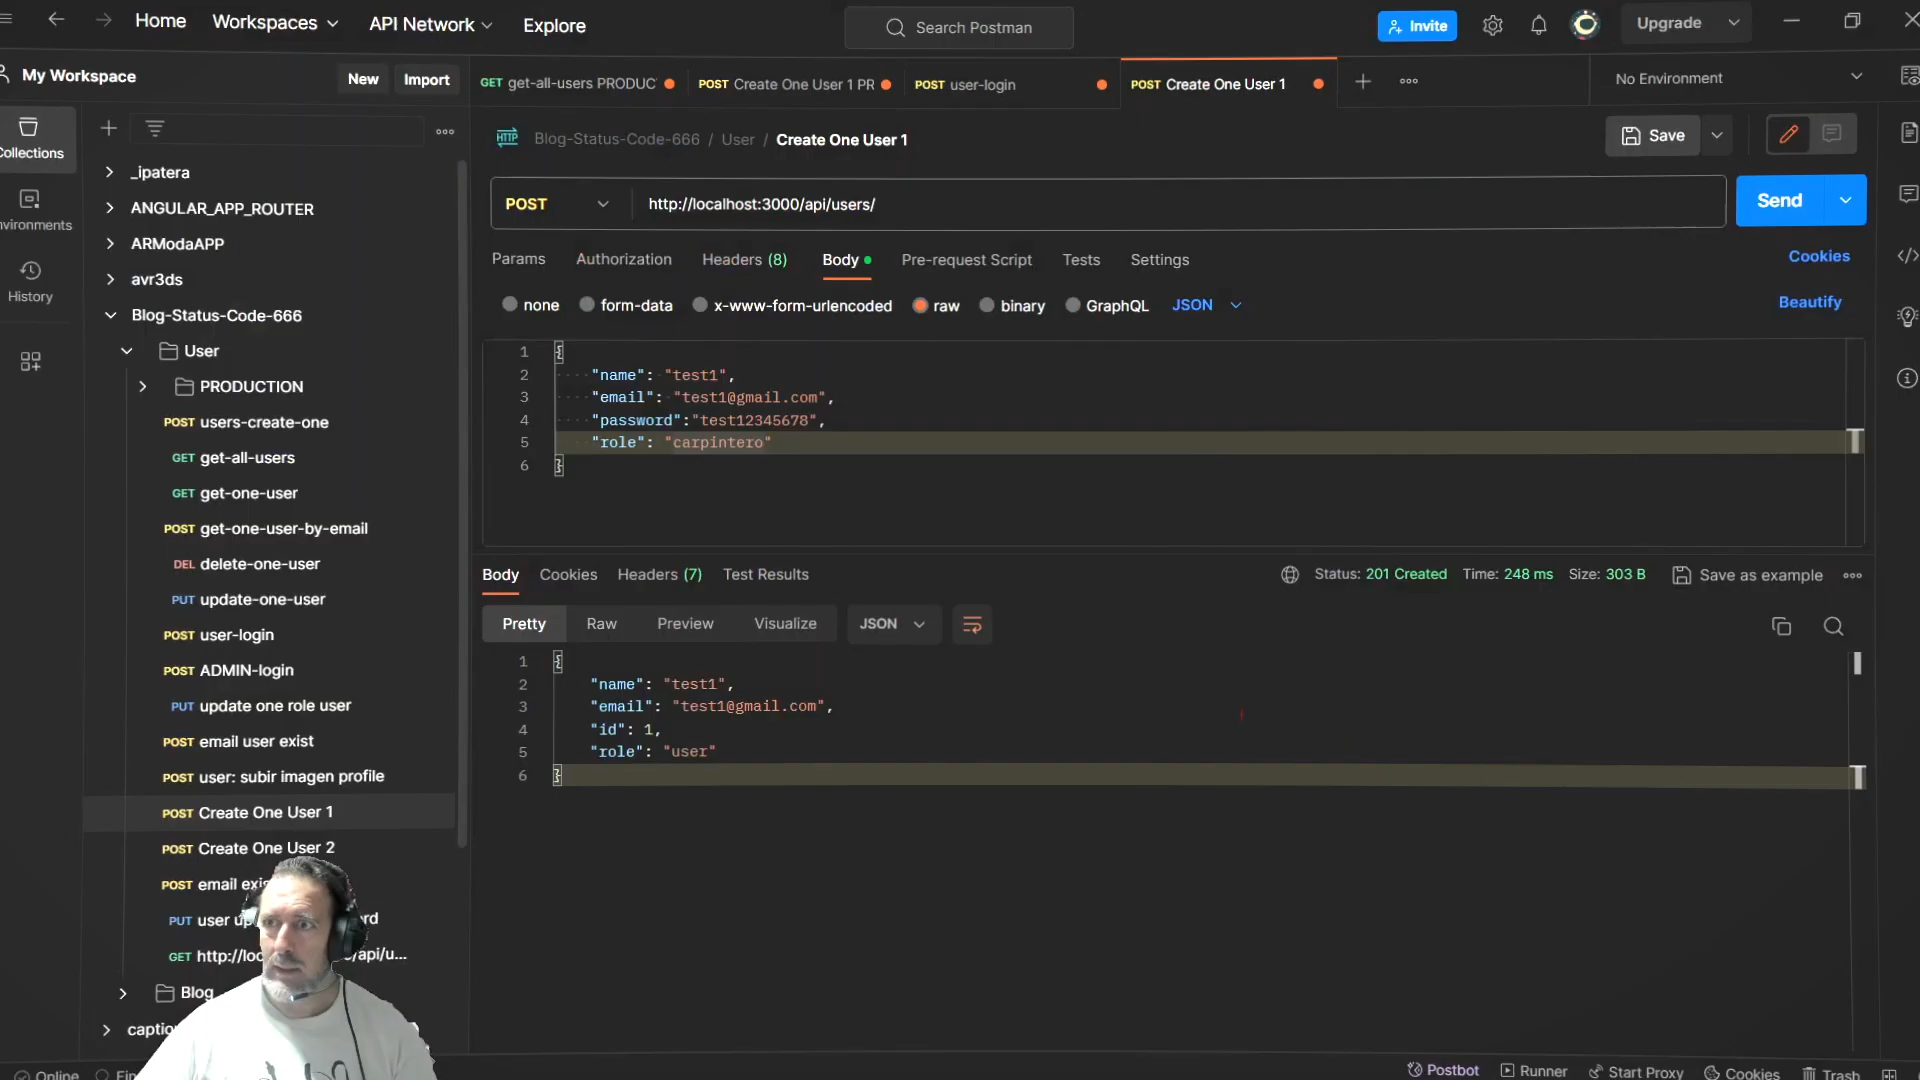 Home
Workspaces
API Network
Explore
Search Postman
Invite
Upgrade
My Workspace
New
Import
GET get-all-users PRODUC
POST Create One User 1 PR
POST user-login
POST Create One User 1
No Environment
Collections
History
_ipatera
ANGULAR_APP_ROUTER
ARModaAPP
avr3ds
Blog-Status-Code-666
User
PRODUCTION
POST users-create-one
GET get-all-users
GET get-one-user
POST get-one-user-by-email
DEL delete-one-user
PUT update-one-user
POST user-login
POST ADMIN-login
PUT update one role user
POST email user exist
POST user: subir imagen profile
POST Create One User 1
POST Create One User 2
POST email
PUT user
GET
Blog
Online
Blog-Status-Code-666 / User / Create One User 1
Save
POST
http://localhost:3000/api/users/
Send
Params
Authorization
Headers (8)
Body
Pre-request Script
Tests
Settings
Cookies
none
form-data
x-www-form-urlencoded
raw
binary
GraphQL
JSON
Beautify
1 {
2 "name": "test1",
3 "email": "test1@gmail.com",
4 "password":"test12345678",
5 "role": "carpintero"
6 }
Body
Cookies
Headers (7)
Test Results
Status: 201 Created
Time: 248 ms
Size: 303 B
Save as example
Pretty
Raw
Preview
Visualize
JSON
1 {
2 "name": "test1",
3 "email": "test1@gmail.com",
4 "id": 1,
5 "role": "user"
6 }
Postbot
Runner
Start Proxy
Cookies
Trash